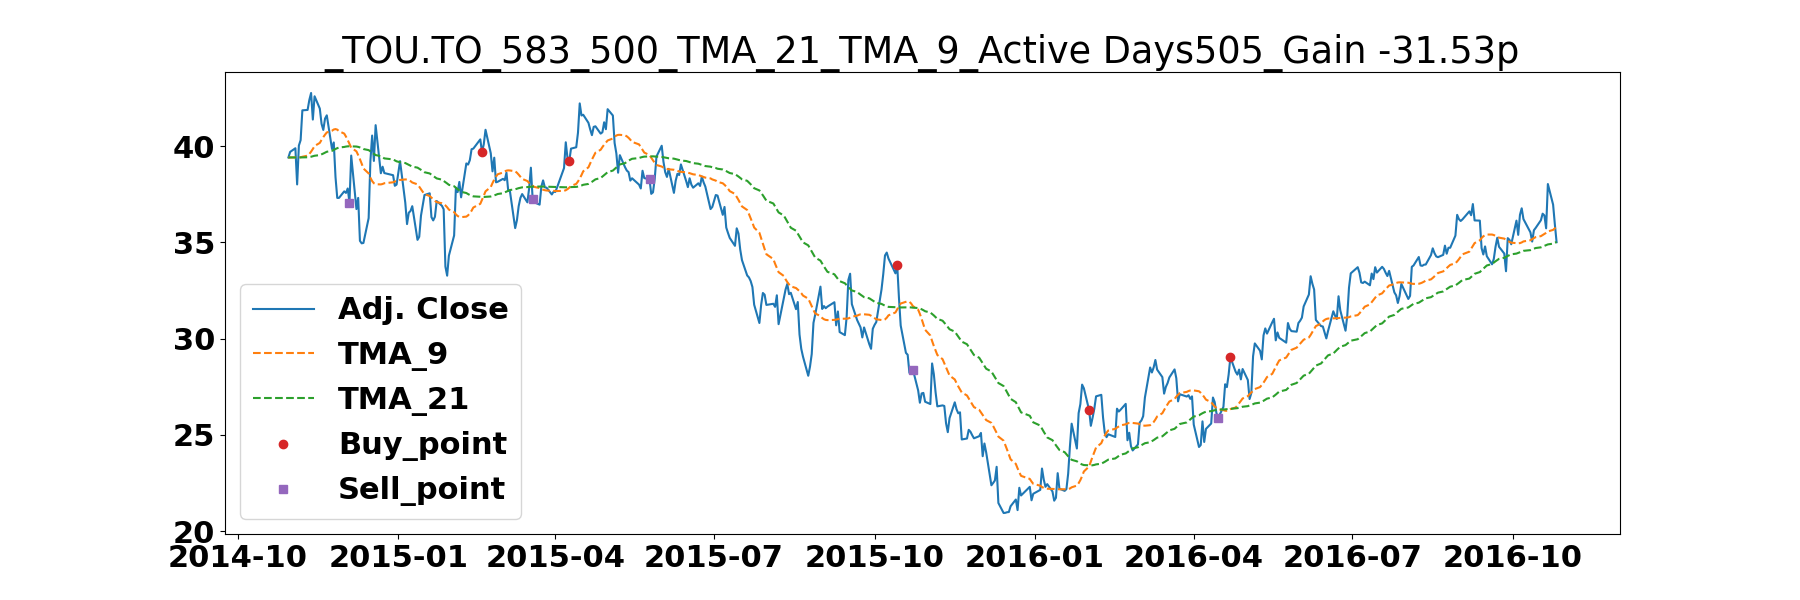 _TOU.TO_583_500_TMA_21_TMA_9_Active Days505_Gain -31.53p
40
35
30
25
20
Adj. Close
TMA_9
TMA_21
Buy_point
Sell_point
2014-10 2015-01 2015-04 2015-07 2015-10 2016-01 2016-04 2016-07 2016-10